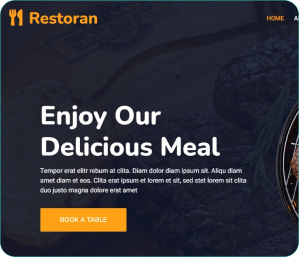 Restoran
HOME
Enjoy Our
Delicious Meal
Tempor erat elitr rebum at clita. Diam dolor diam ipsum sit. Aliqu diam
amet diam et eos. Clita erat ipsum et lorem et sit, sed stet lorem sit clita
duo justo magna dolore erat amet
BOOK A TABLE